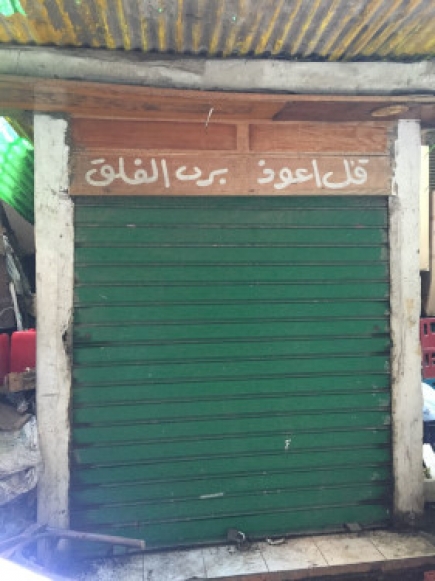 قل اعوذ برب الفلق